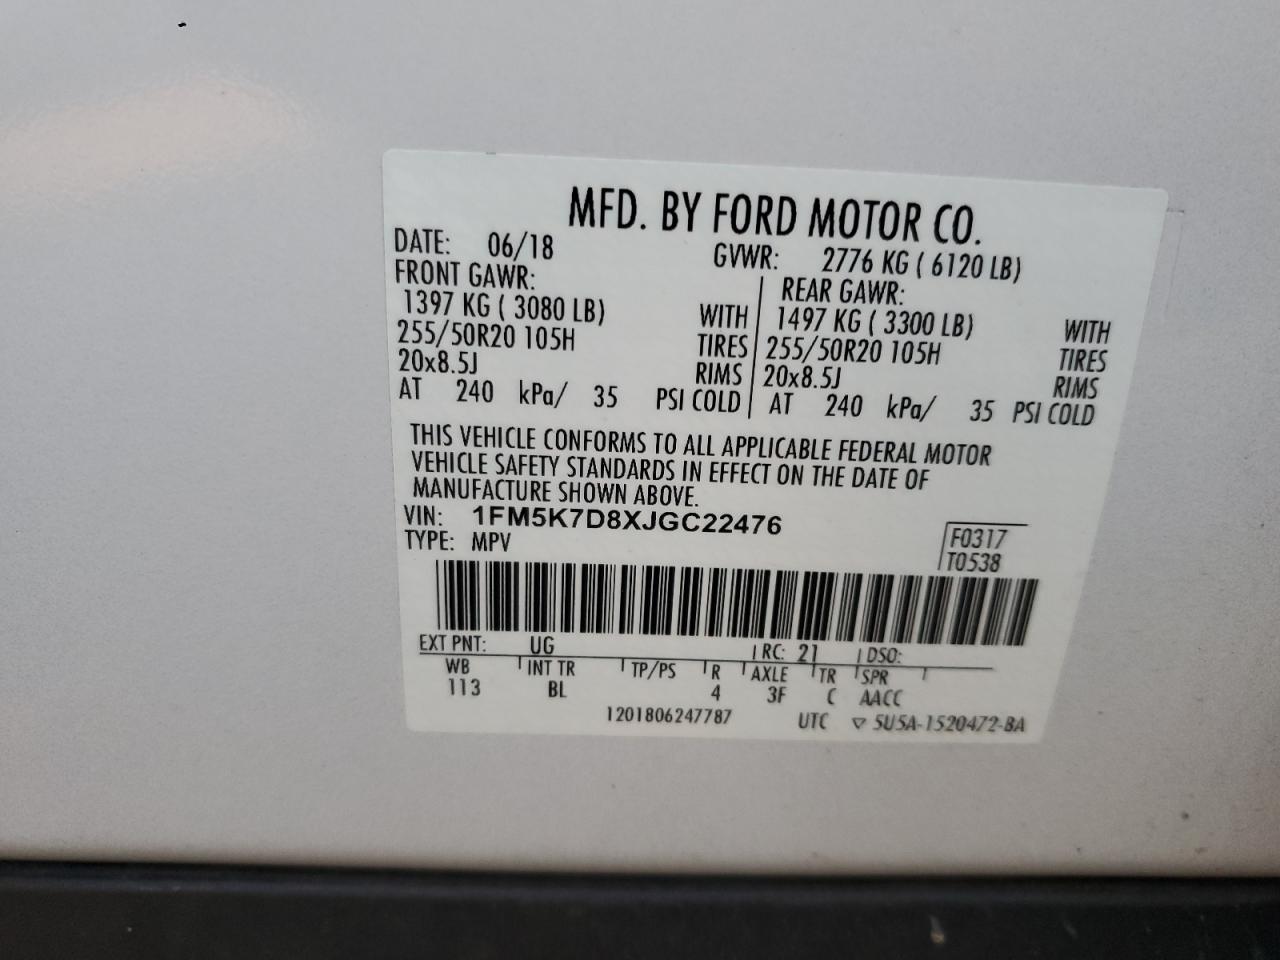 MFD. BY FORD MOTOR CO.
DATE: 06/18 GVWR: 2776 KG ( 6120 LB)
FRONT GAWR: REAR GAWR:
1397 KG ( 3080 LB) WITH 1497 KG ( 3300 LB) WITH
255/50R20 105H TIRES 255/50R20 105H TIRES
20x8.5J RIMS 20x8.5J RIMS
AT 240 kPa/ 35 PSI COLD AT 240 kPa/ 35 PSI COLD
THIS VEHICLE CONFORMS TO ALL APPLICABLE FEDERAL MOTOR
VEHICLE SAFETY STANDARDS IN EFFECT ON THE DATE OF
MANUFACTURE SHOWN ABOVE.
VIN: 1FM5K7D8XJGC22476 F0317
TYPE: MPV T0538
EXT PNT: UG RC: 21 DSO:
WB INT TR TP/PS R AXLE TR SPR
113 BL 4 3F C AACC
1201806247787 UTC ▽ 5U5A-1520472-BA